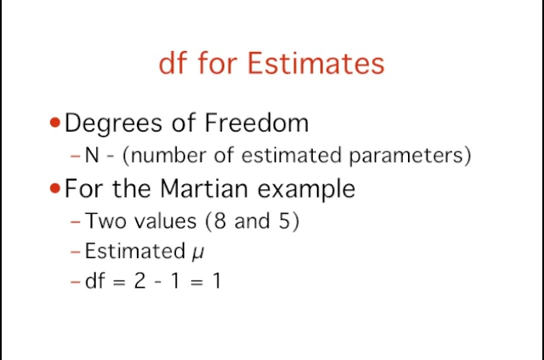 df for Estimates
•Degrees of Freedom
–N - (number of estimated parameters)
•For the Martian example
–Two values (8 and 5)
–Estimated μ
–df = 2 - 1 = 1